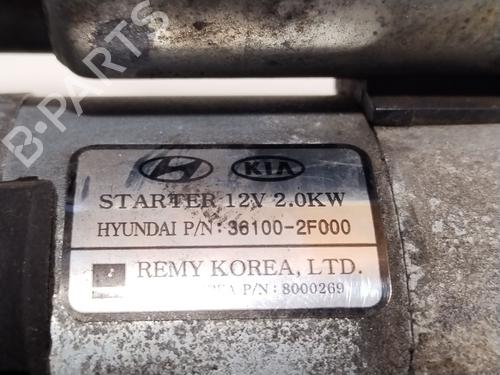 B-PARTS
KIA
STARTER 12V 2.0KW
HYUNDAI P/N: 36100-2F000
REMY KOREA, LTD.
P/N: 8000269